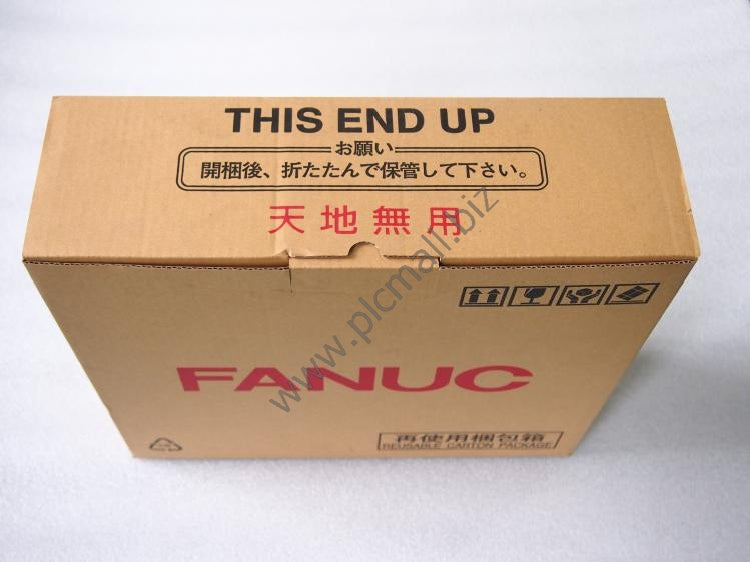 THIS END UP
お願い
開梱後、折たたんで保管して下さい。
天地無用
www.plcmall.biz
FANUC
再使用梱包箱
REUSABLE CARTON PACKAGE